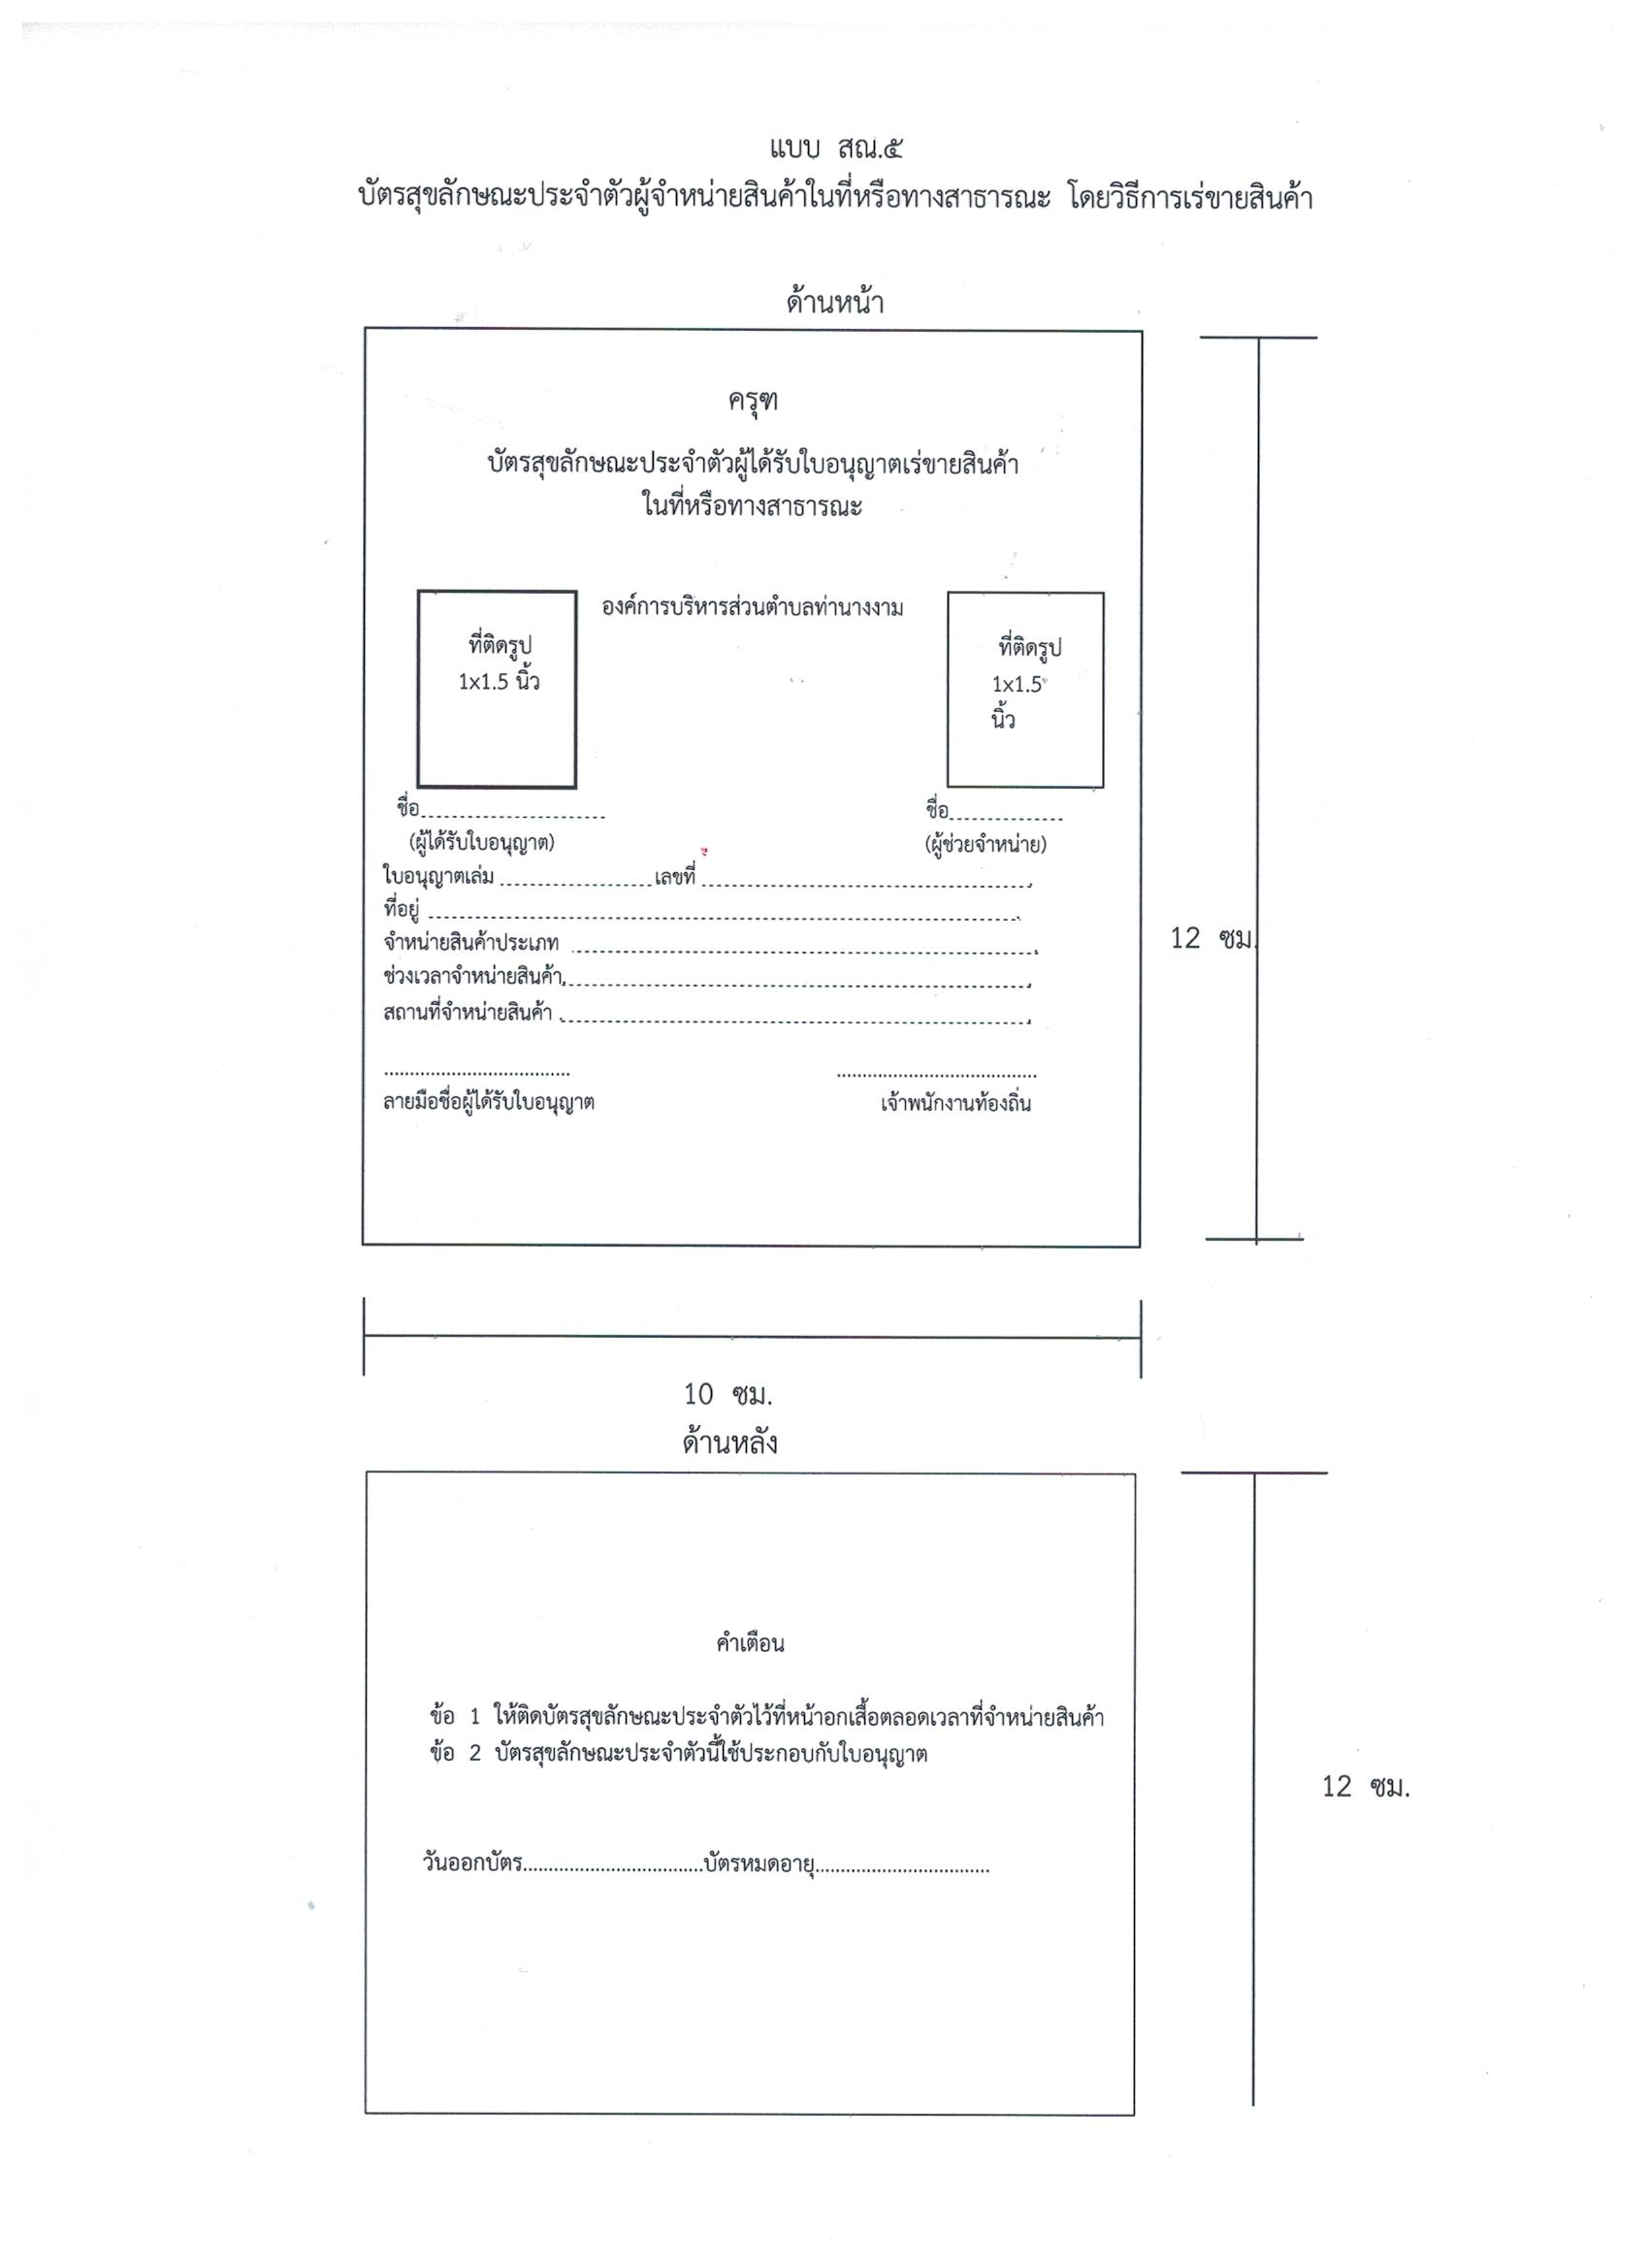 แบบ สณ.๕
บัตรสุขลักษณะประจำตัวผู้จำหน่ายสินค้าในที่หรือทางสาธารณะ โดยวิธีการเร่ขายสินค้า
ด้านหน้า
ครุฑ
บัตรสุขลักษณะประจำตัวผู้ได้รับใบอนุญาตเร่ขายสินค้า
ในที่หรือทางสาธารณะ
องค์การบริหารส่วนตำบลท่านางงาม
ที่ติดรูป
1x1.5 นิ้ว
ที่ติดรูป
1x1.5
นิ้ว
ชื่อ............................ ชื่อ..................
(ผู้ได้รับใบอนุญาต) (ผู้ช่วยจำหน่าย)
ใบอนุญาตเล่ม ........................เลขที่ ....................................................
ที่อยู่ ..............................................................................................
จำหน่ายสินค้าประเภท ..........................................................................
ช่วงเวลาจำหน่ายสินค้า..........................................................................
สถานที่จำหน่ายสินค้า ..........................................................................
..................................... ........................................
ลายมือชื่อผู้ได้รับใบอนุญาต เจ้าพนักงานท้องถิ่น
12 ซม.
10 ซม.
ด้านหลัง
คำเตือน
ข้อ 1 ให้ติดบัตรสุขลักษณะประจำตัวไว้ที่หน้าอกเสื้อตลอดเวลาที่จำหน่ายสินค้า
ข้อ 2 บัตรสุขลักษณะประจำตัวนี้ใช้ประกอบกับใบอนุญาต
12 ซม.
วันออกบัตร...................................บัตรหมดอายุ..................................